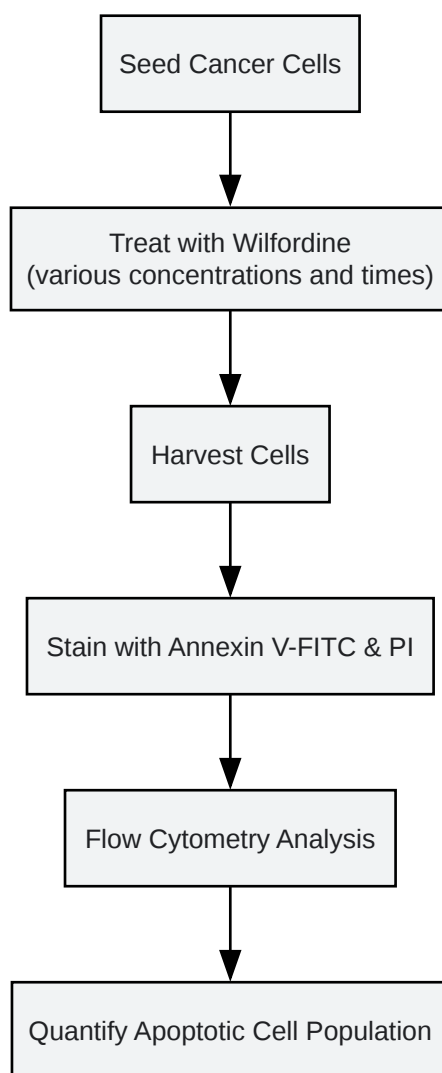 Seed Cancer Cells
Treat with Wilfordine
(various concentrations and times)
Harvest Cells
Stain with Annexin V-FITC & PI
Flow Cytometry Analysis
Quantify Apoptotic Cell Population